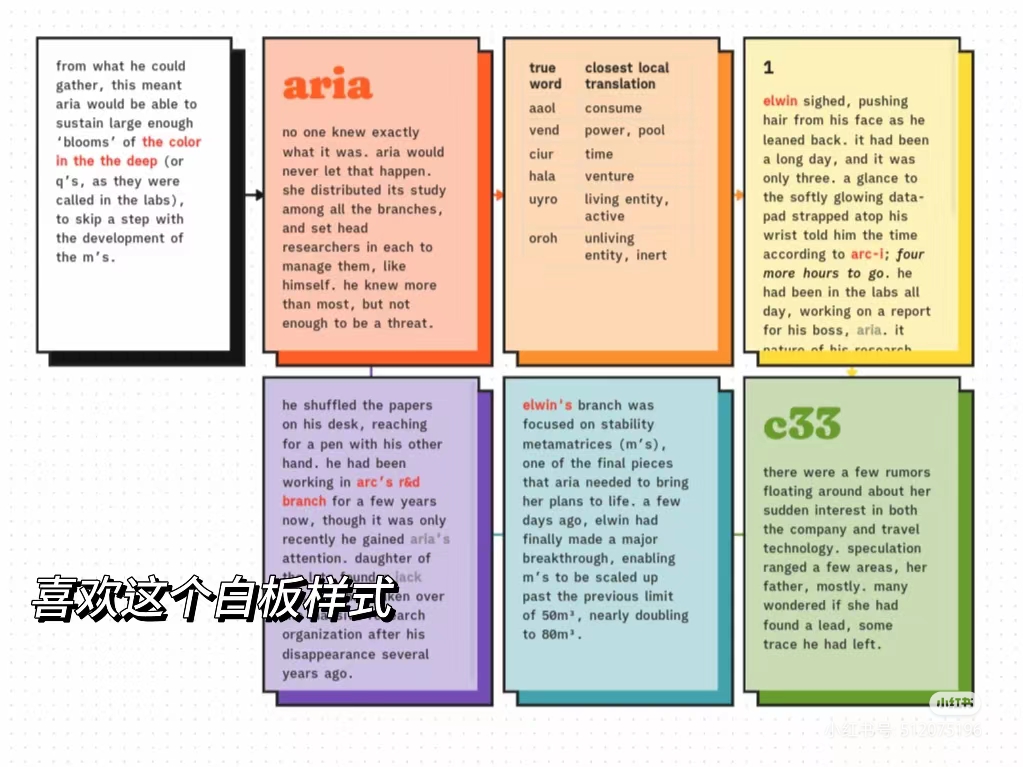 from what he could
gather, this meant
aria would be able to
sustain large enough
‘blooms’ of the color
in the the deep (or
q’s, as they were
called in the labs),
to skip a step with
the development of
the m’s.
aria
no one knew exactly
what it was. aria would
never let that happen.
she distributed its study
among all the branches,
and set head
researchers in each to
manage them, like
himself. he knew more
than most, but not
enough to be a threat.
true word closest local translation
aaol consume
vend power, pool
ciur time
hala venture
uyro living entity, active
oroh unliving entity, inert
1
elwin sighed, pushing
hair from his face as he
leaned back. it had been
a long day, and it was
only three. a glance to
the softly glowing data-
pad strapped atop his
wrist told him the time
according to arc-i; four
more hours to go. he
had been in the labs all
day, working on a report
for his boss, aria. it
nature of his research
he shuffled the papers
on his desk, reaching
for a pen with his other
hand. he had been
working in arc’s r&d
branch for a few years
now, though it was only
recently he gained aria’s
attention. daughter of
jack
over
organization after his
disappearance several
years ago.
elwin's branch was
focused on stability
metamatrices (m’s),
one of the final pieces
that aria needed to bring
her plans to life. a few
days ago, elwin had
finally made a major
breakthrough, enabling
m’s to be scaled up
past the previous limit
of 50m³, nearly doubling
to 80m³.
c33
there were a few rumors
floating around about her
sudden interest in both
the company and travel
technology. speculation
ranged a few areas, her
father, mostly. many
wondered if she had
found a lead, some
trace he had left.
喜欢这个白板样式
小红书
小红书号